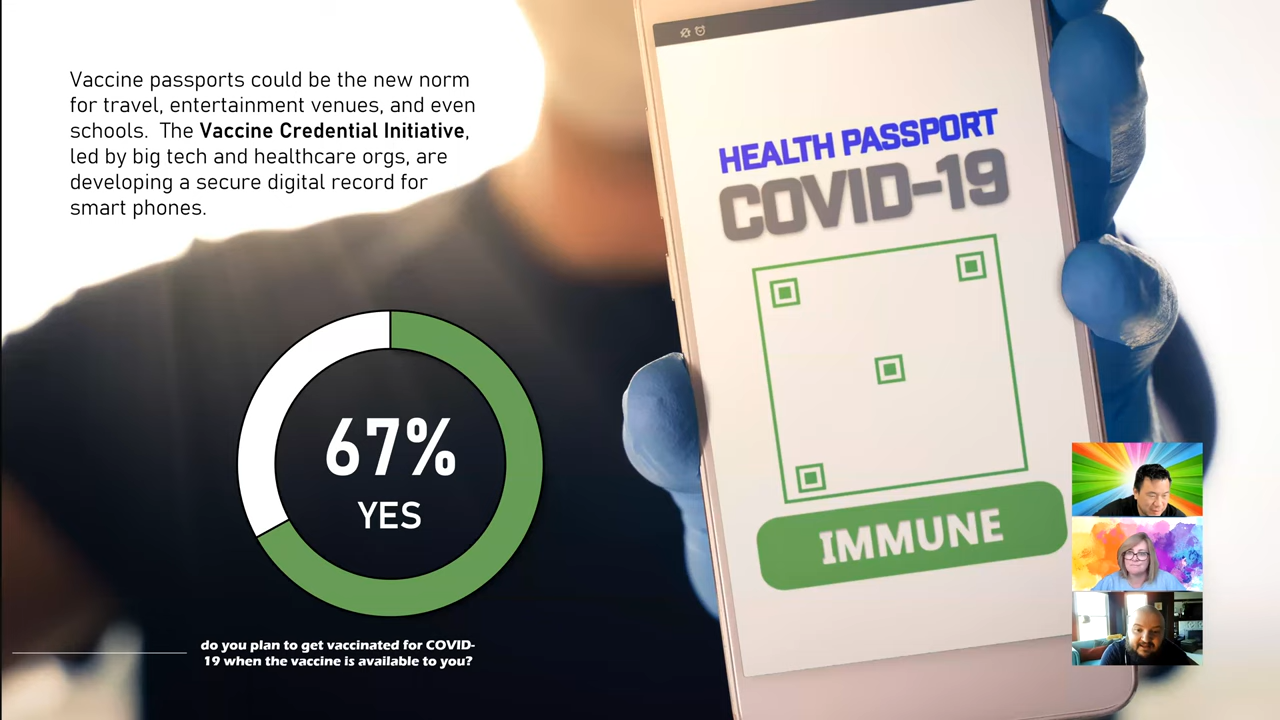 Vaccine passports could be the new norm
for travel, entertainment venues, and even
schools. The Vaccine Credential Initiative,
led by big tech and healthcare orgs, are
developing a secure digital record for
smart phones.
HEALTH PASSPORT
COVID-19
IMMUNE
67%
YES
do you plan to get vaccinated for COVID-
19 when the vaccine is available to you?